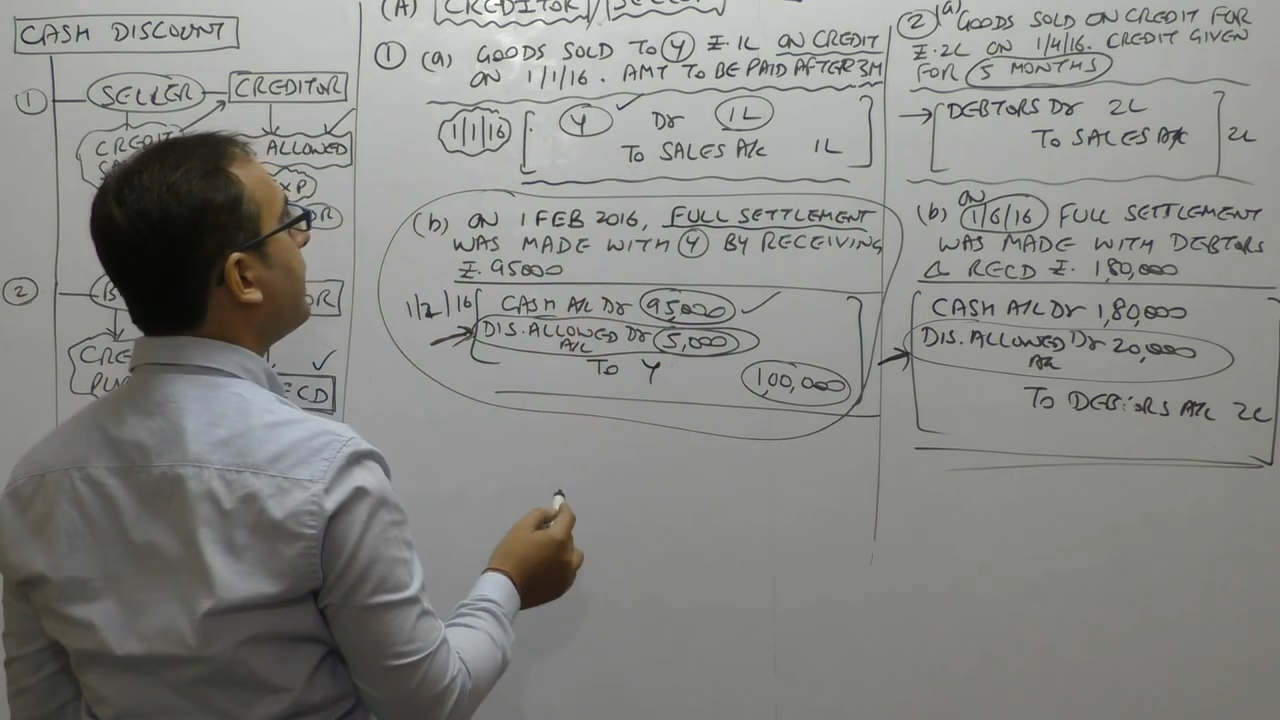 CASH DISCOUNT
① SELLER CREDITOR
ALLOWED
②
(A) CREDITOR / SELLER
① (a) GOODS SOLD TO Y ₹. 1L ON CREDIT
ON 1/1/16. AMT TO BE PAID AFTER 3M
1/1/16 Y Dr 1L
TO SALES A/c 1L
(b) ON 1 FEB 2016, FULL SETTLEMENT
WAS MADE WITH Y BY RECEIVING
₹. 95000
1/2/16 CASH A/c Dr 95,000
DIS. ALLOWED Dr 5,000
A/c
To Y
1,00,000
② (a) GOODS SOLD ON CREDIT FOR
₹. 2L ON 1/4/16. CREDIT GIVEN
FOR 5 MONTHS
DEBTORS Dr 2L
TO SALES A/c 2L
(b) ON 1/6/16 FULL SETTLEMENT
WAS MADE WITH DEBTORS
& RECD ₹. 1,80,000
CASH A/c Dr 1,80,000
DIS. ALLOWED Dr 20,000
A/c
To DEBTORS A/c 2L